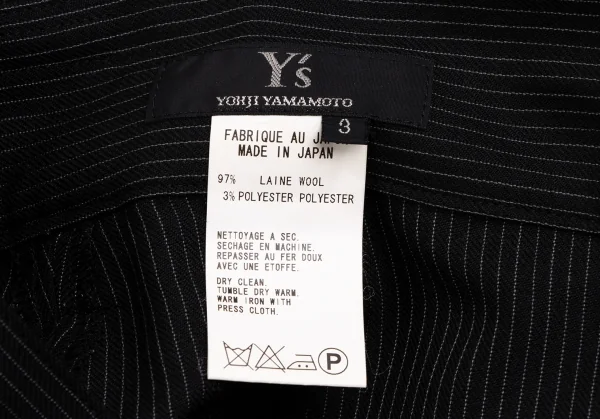 Y's
YOHJI YAMAMOTO
3
FABRIQUE AU
MADE IN JAPAN
97% LAINE WOOL
3% POLYESTER POLYESTER
NETTOYAGE A SEC.
SECHAGE EN MACHINE.
REPASSER AU FER DOUX
AVEC UNE ETOFFE.
DRY CLEAN.
TUMBLE DRY WARM.
WARM IRON WITH
PRESS CLOTH.
P